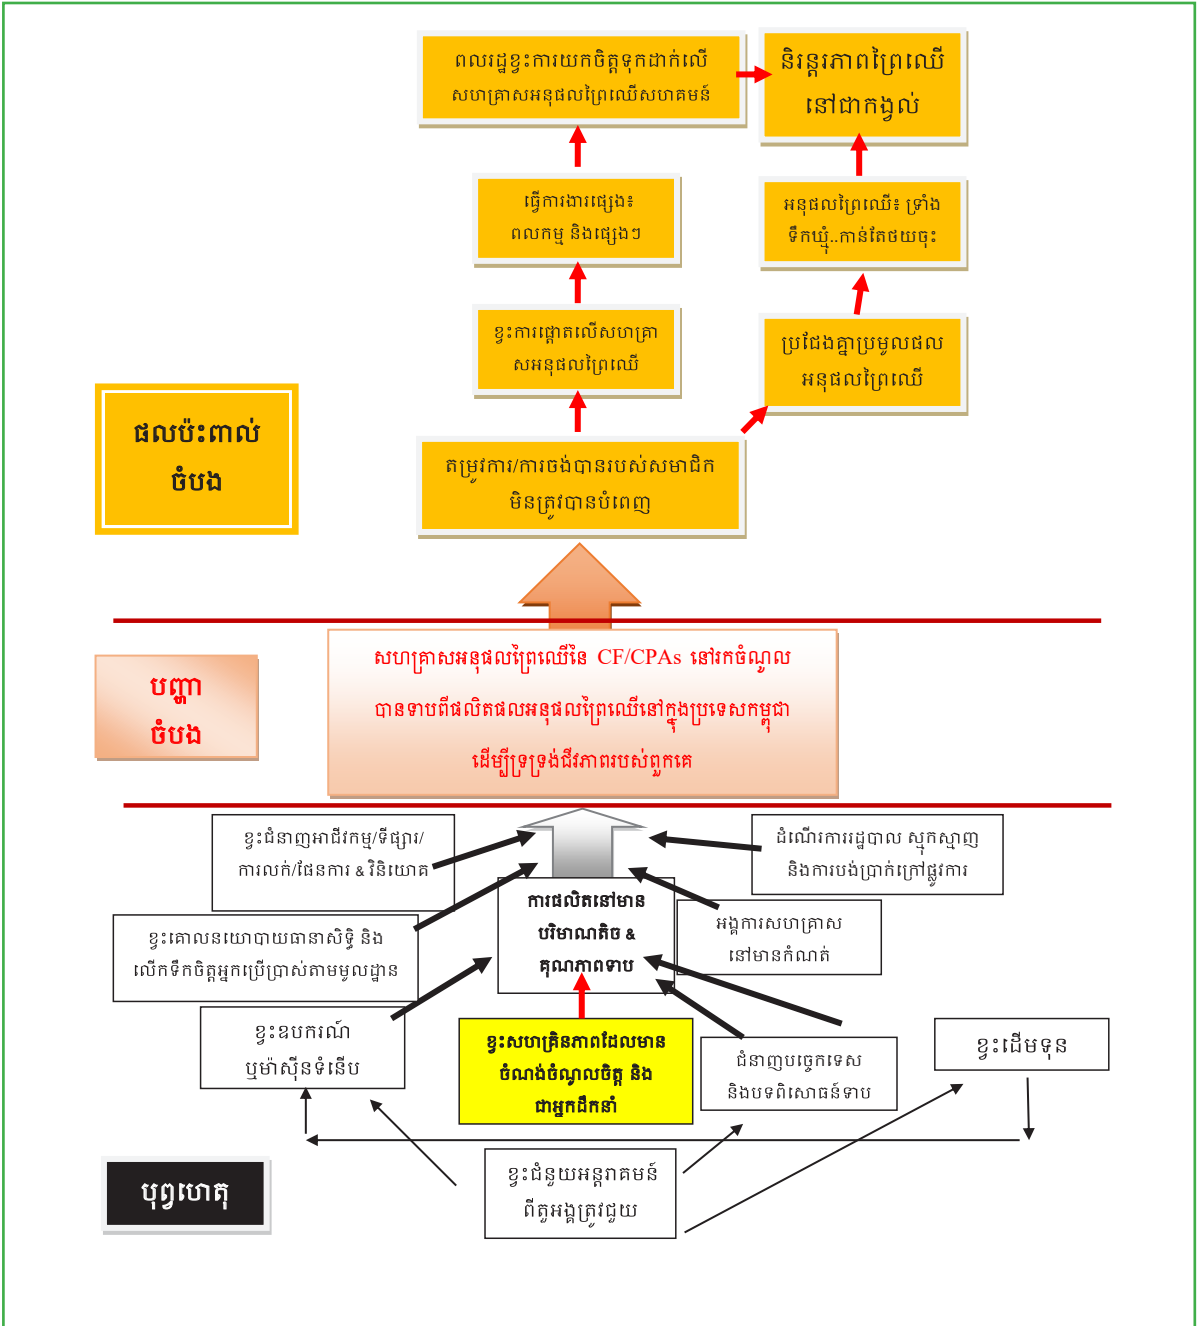 ពលរដ្ឋខ្វះការយកចិត្តទុកដាក់លើ
សហគ្រាសអនុផលព្រៃឈើសហគមន៍
និរន្តរភាពព្រៃឈើ
នៅជាកង្វល់
ធ្វើការងារផ្សេង៖
ពលកម្ម និងផ្សេងៗ
អនុផលព្រៃឈើ៖ ទ្រាំង
ទឹកឃ្មុំ..កាន់តែថយចុះ
ខ្វះការផ្តោតលើសហគ្រា
សអនុផលព្រៃឈើ
ប្រជែងគ្នាប្រមូលផល
អនុផលព្រៃឈើ
ផលប៉ះពាល់
ចំបង
តម្រូវការ/ការចង់បានរបស់សមាជិក
មិនត្រូវបានបំពេញ
បញ្ហា
ចំបង
សហគ្រាសអនុផលព្រៃឈើនៃ CF/CPAs នៅរកចំណូល
បានទាបពីផលិតផលអនុផលព្រៃឈើនៅក្នុងប្រទេសកម្ពុជា
ដើម្បីទ្រទ្រង់ជីវភាពរបស់ពួកគេ
ខ្វះជំនាញអាជីវកម្ម/ទីផ្សារ/
ការលក់/ផែនការ & វិនិយោគ
ដំណើរការរដ្ឋបាល ស្មុកស្មាញ
និងការបង់ប្រាក់ក្រៅផ្លូវការ
ការផលិតនៅមាន
បរិមាណតិច &
គុណភាពទាប
អង្គការសហគ្រាស
នៅមានកំណត់
ខ្វះគោលនយោបាយធានាសិទ្ធិ និង
លើកទឹកចិត្តអ្នកប្រើប្រាស់តាមមូលដ្ឋាន
ខ្វះឧបករណ៍
ឬម៉ាស៊ីនទំនើប
ខ្វះសហគ្រិនភាពដែលមាន
ចំណង់ចំណូលចិត្ត និង
ជាអ្នកដឹកនាំ
ជំនាញបច្ចេកទេស
និងបទពិសោធន៍ទាប
ខ្វះដើមទុន
បុព្វហេតុ
ខ្វះជំនួយអន្តរាគមន៍
ពីតួអង្គត្រូវជួយ